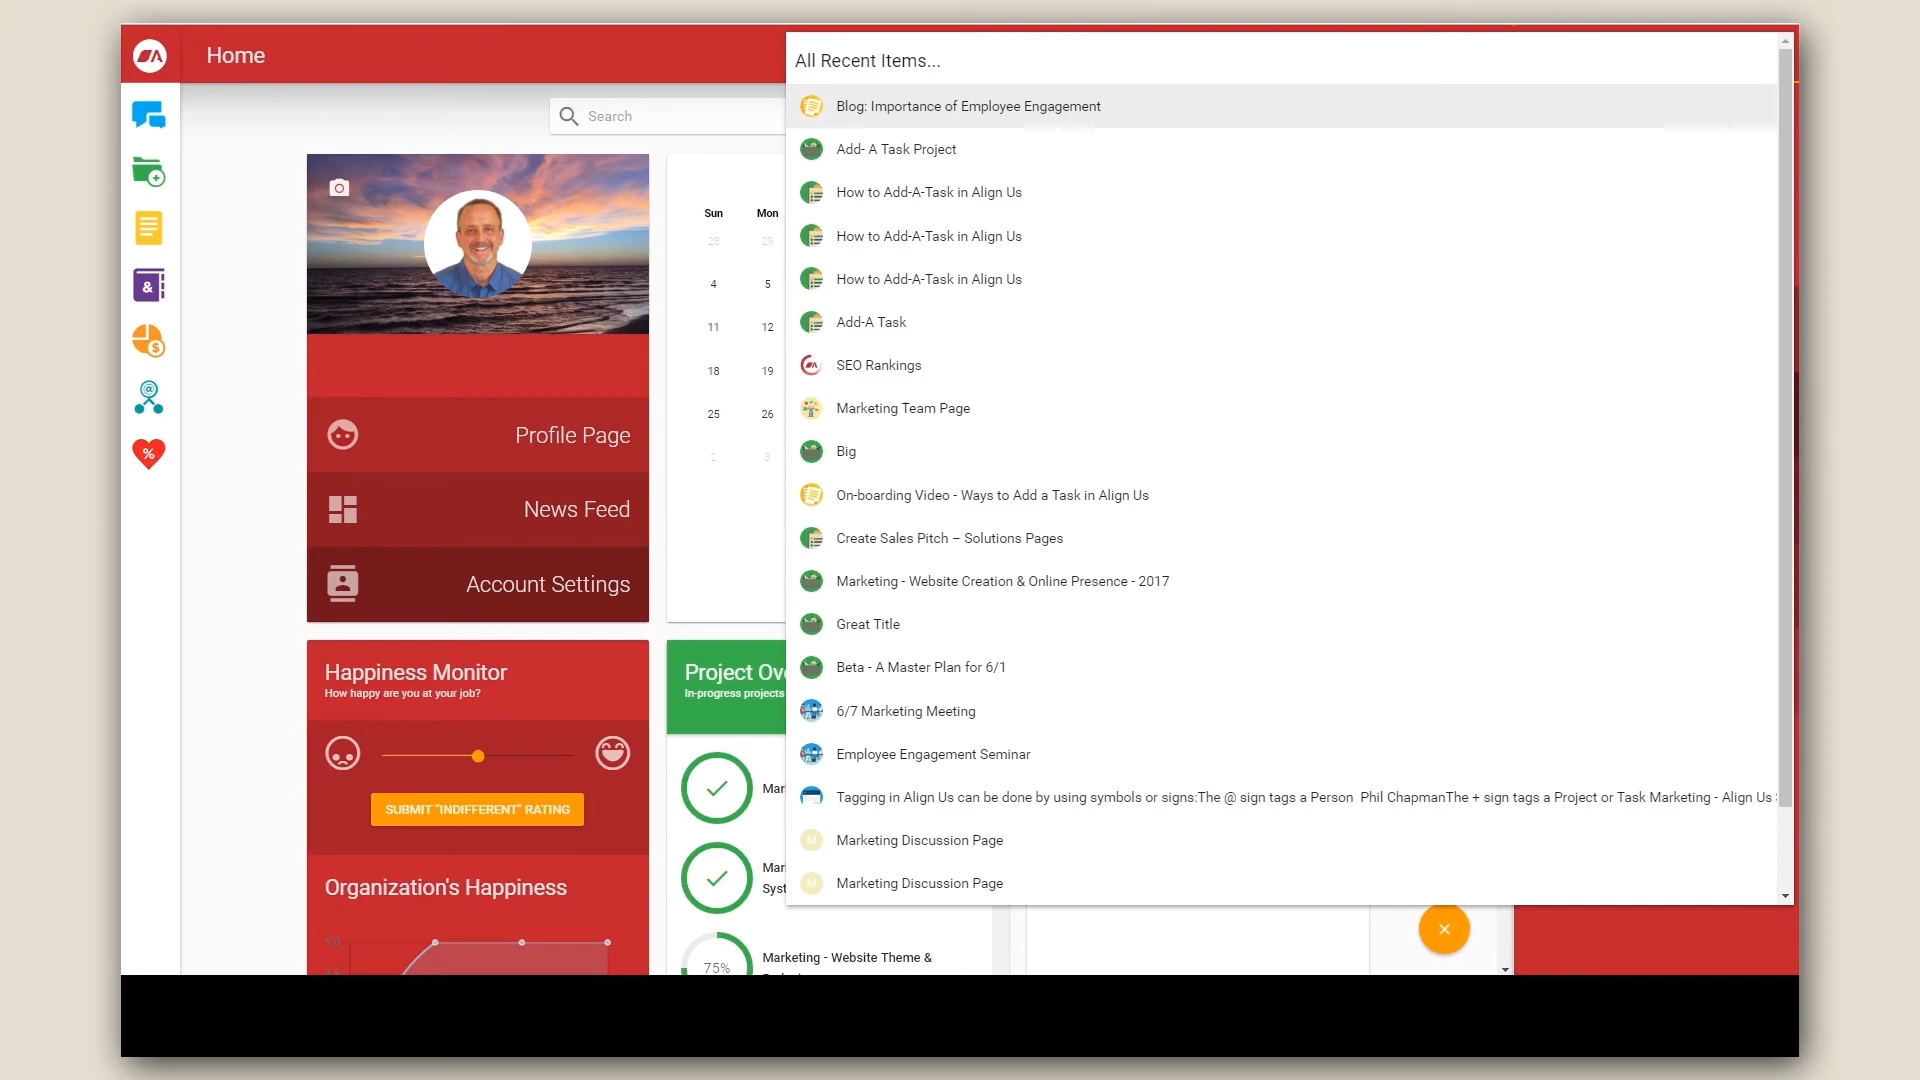 Home
Search
Sun Mon
28 29
4 5
11 12
18 19
25 26
2 3
Profile Page
News Feed
Account Settings
Happiness Monitor
How happy are you at your job?
SUBMIT "INDIFFERENT" RATING
Organization's Happiness
5.0
Project Ov
In-progress projects
Mar
Mar
Syst
75%
Marketing - Website Theme &
All Recent Items...
Blog: Importance of Employee Engagement
Add- A Task Project
How to Add-A-Task in Align Us
How to Add-A-Task in Align Us
How to Add-A-Task in Align Us
Add-A Task
SEO Rankings
Marketing Team Page
Big
On-boarding Video - Ways to Add a Task in Align Us
Create Sales Pitch – Solutions Pages
Marketing - Website Creation & Online Presence - 2017
Great Title
Beta - A Master Plan for 6/1
6/7 Marketing Meeting
Employee Engagement Seminar
Tagging in Align Us can be done by using symbols or signs:The @ sign tags a Person  Phil ChapmanThe + sign tags a Project or Task Marketing - Align Us
M Marketing Discussion Page
M Marketing Discussion Page